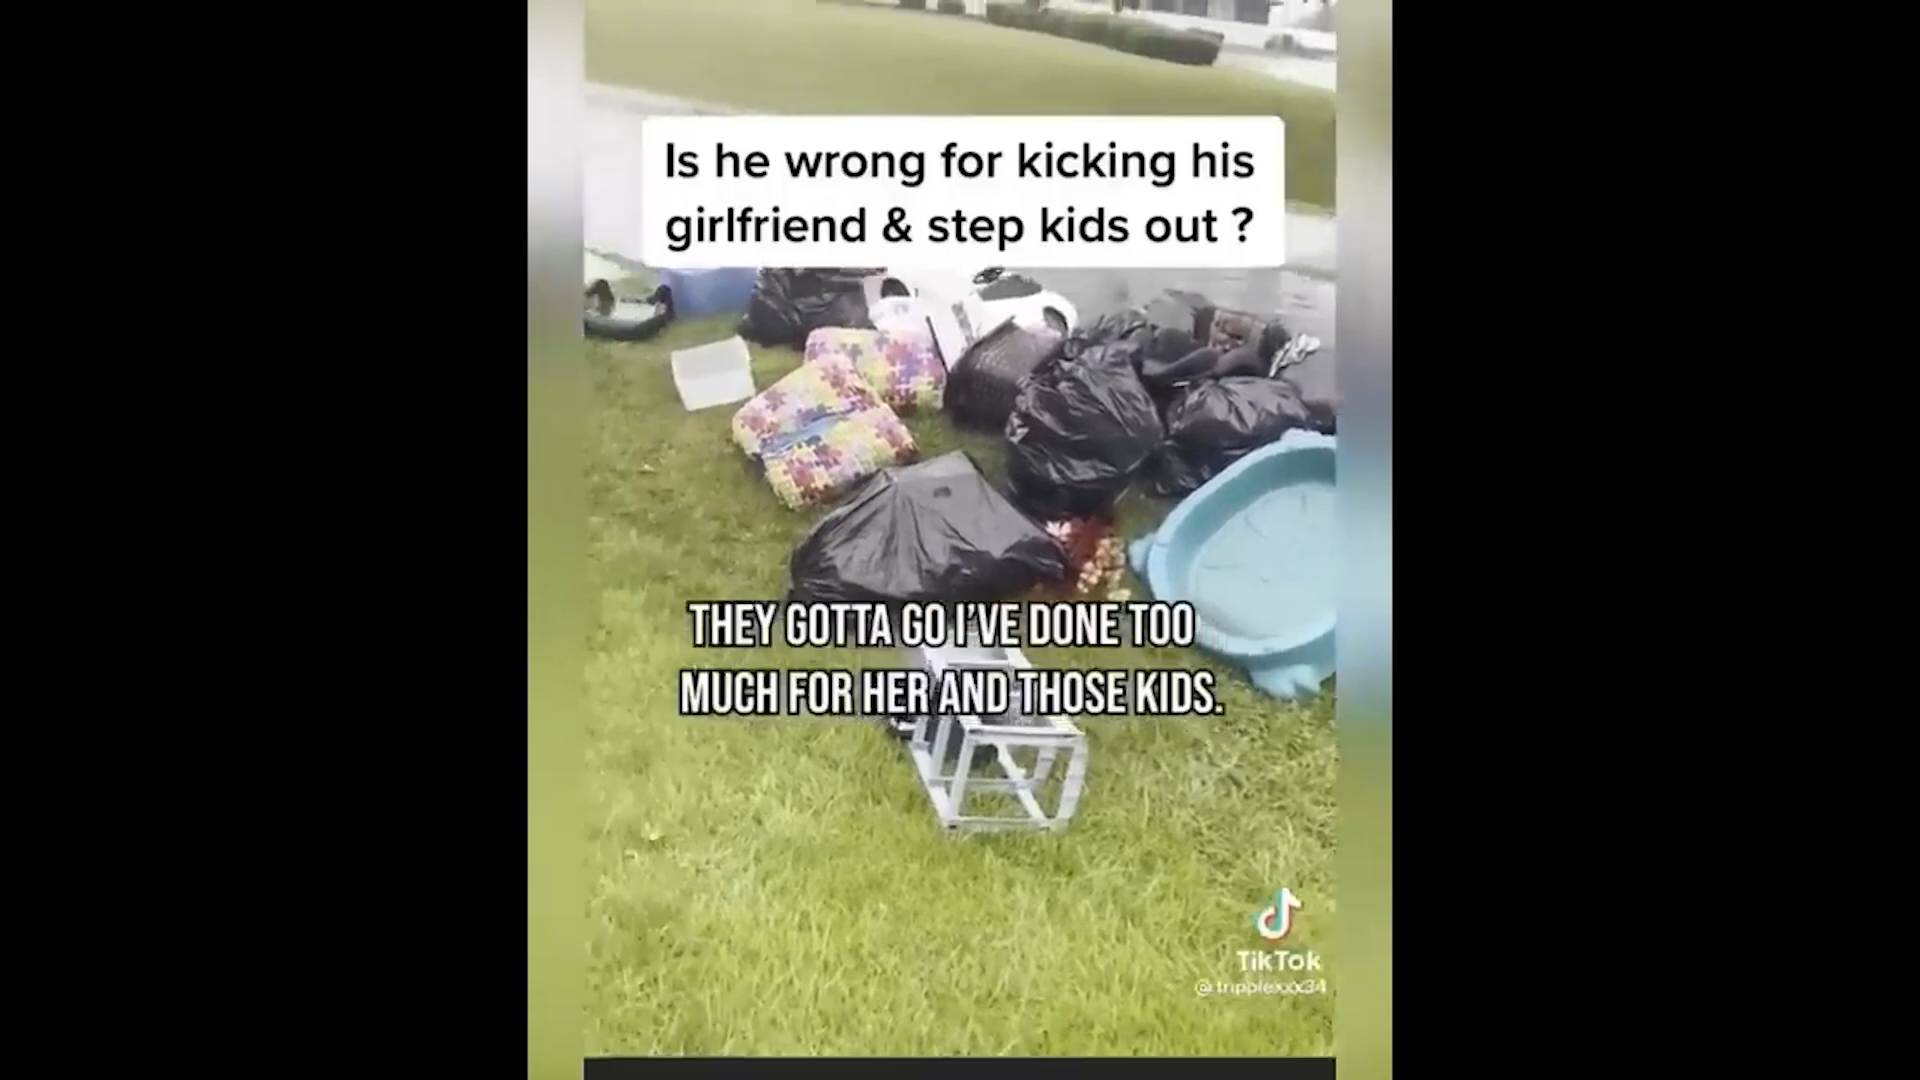 Is he wrong for kicking his
girlfriend & step kids out ?
THEY GOTTA GO I'VE DONE TOO
MUCH FOR HER AND THOSE KIDS.
TikTok
@tripplexxx34